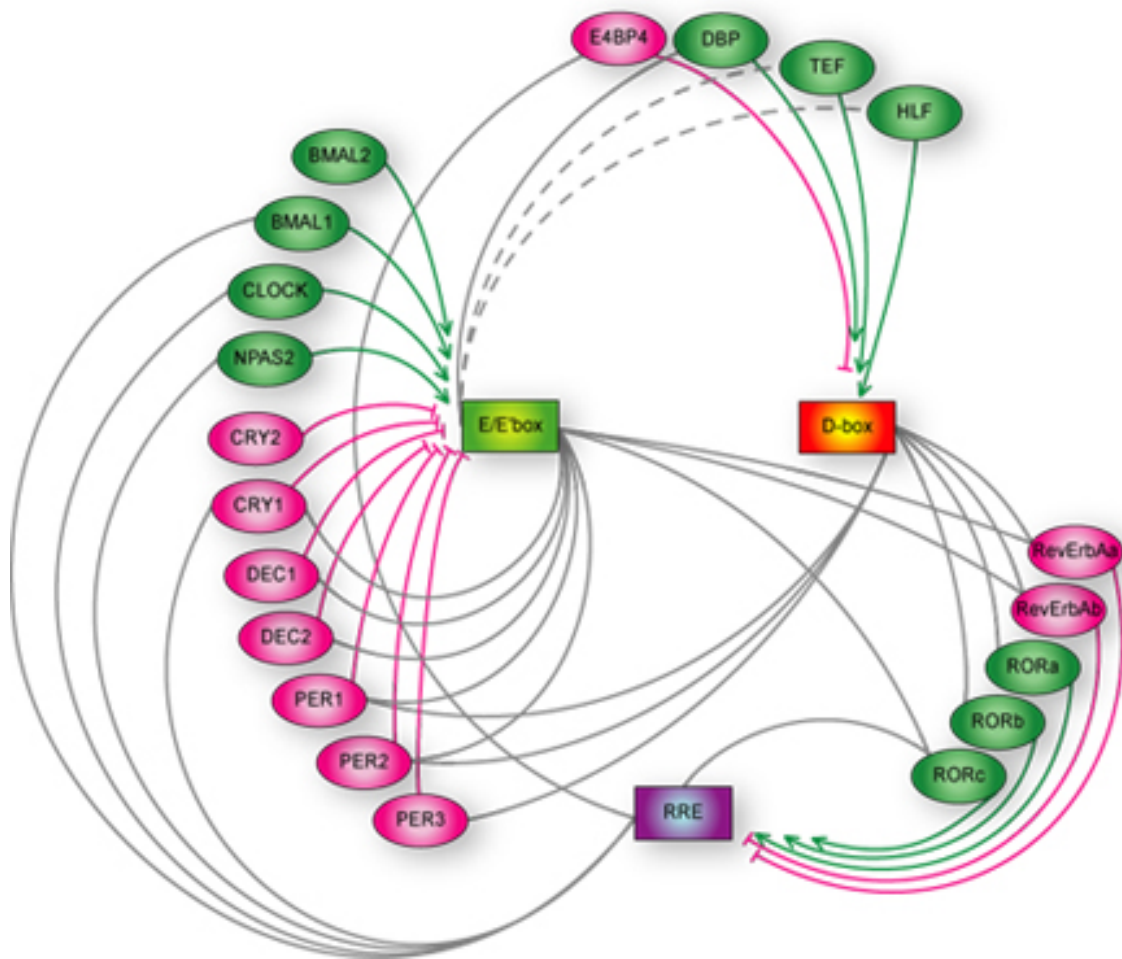 E4BP4
DBP
TEF
HLF
BMAL2
BMAL1
CLOCK
NPAS2
CRY2
E/E'box
D-box
CRY1
RevErbAa
DEC1
RevErbAb
DEC2
RORa
PER1
RORb
PER2
RORc
PER3
RRE